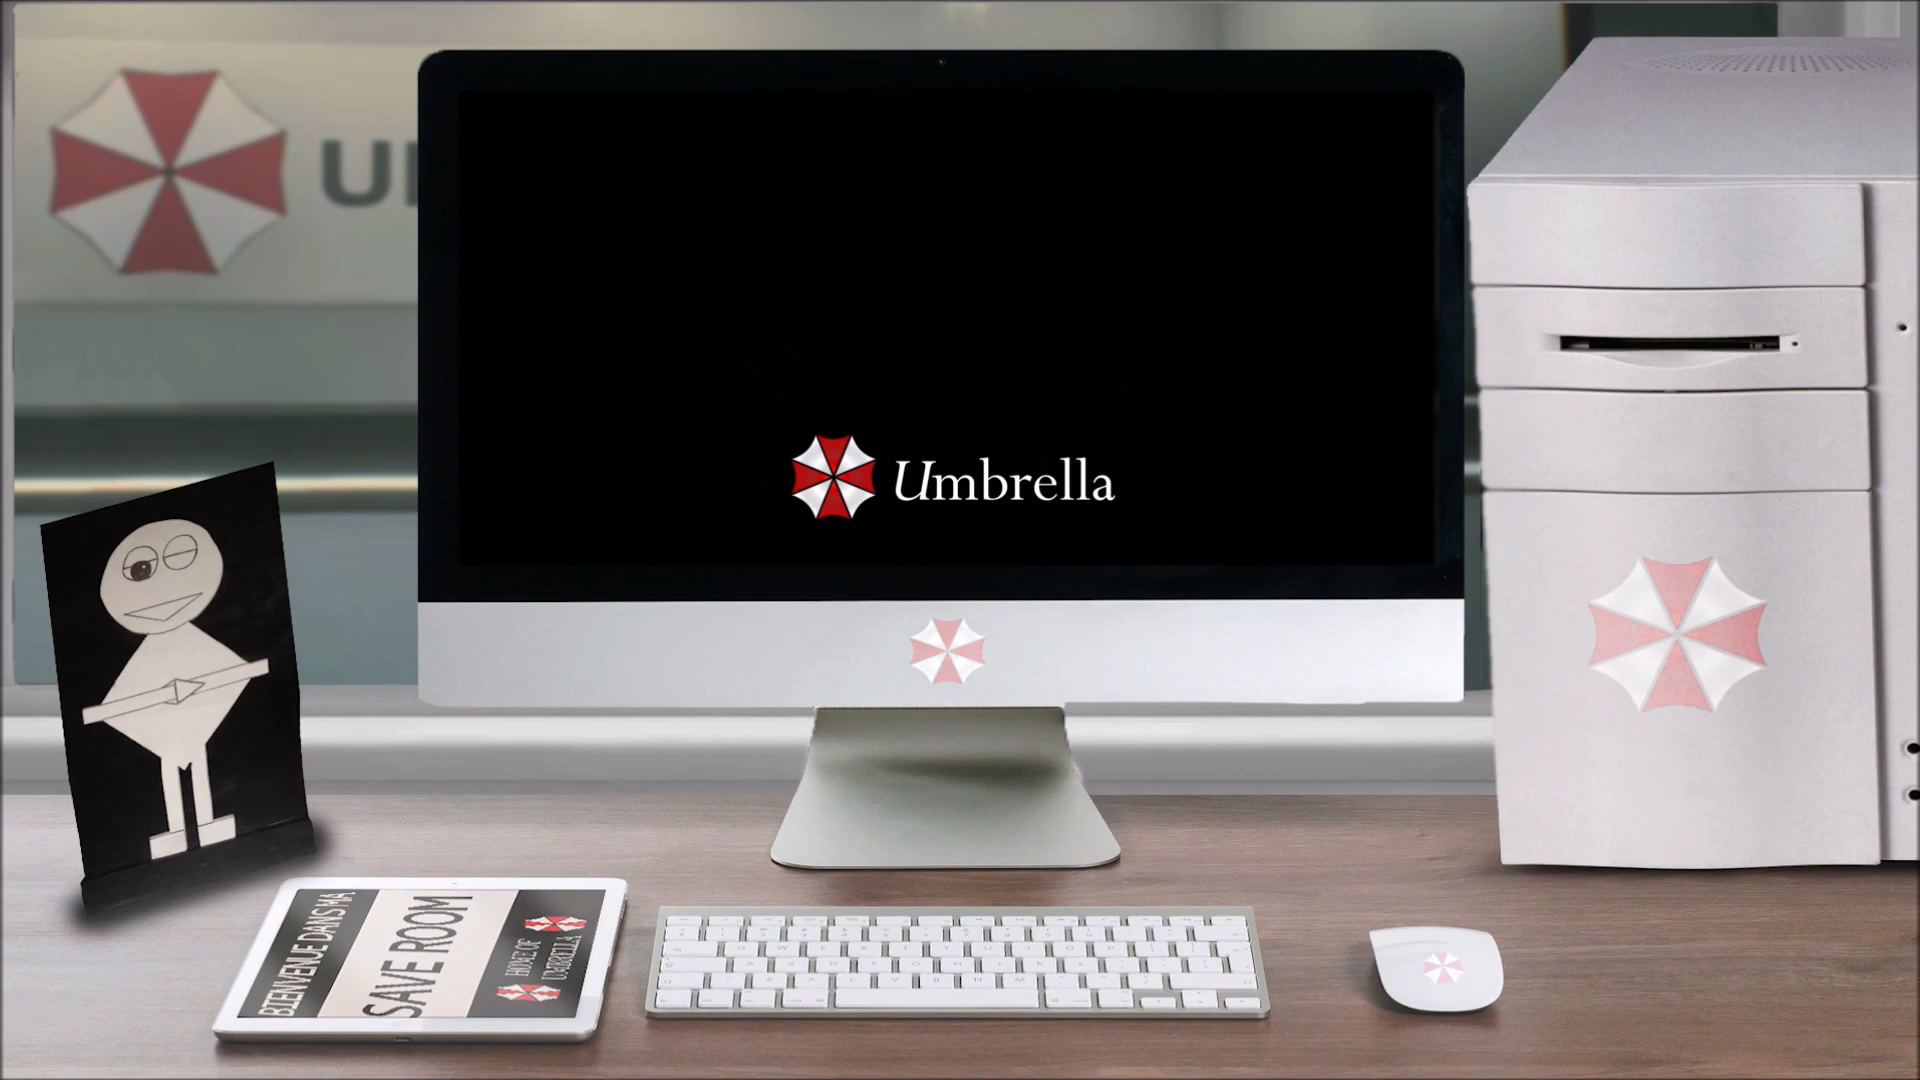 U
Umbrella
BIENVENUE DANS MA
SAVE ROOM
HOME OF
UMBRELLA